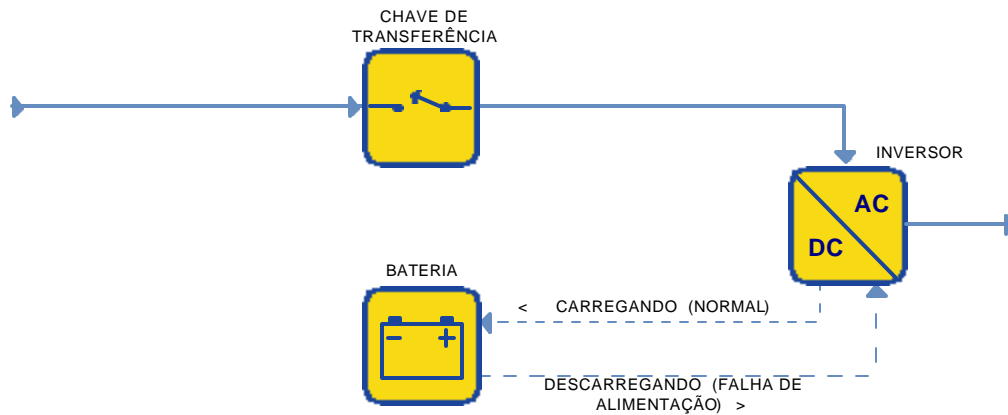 CHAVE DE
TRANSFERÊNCIA
INVERSOR
AC
DC
BATERIA
< CARREGANDO (NORMAL)
DESCARREGANDO (FALHA DE
ALIMENTAÇÃO) >